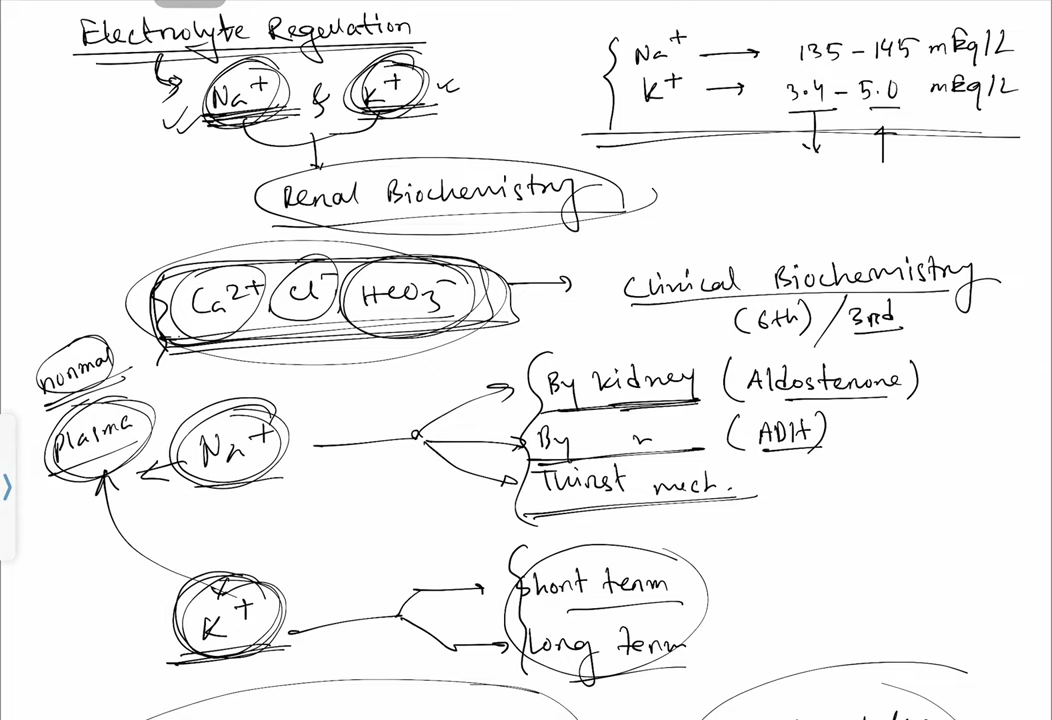 Electrolyte Regulation
Na⁺ & K⁺
Na⁺ → 135 - 145 mEq/L
K⁺ → 3.4 - 5.0 mEq/L
Renal Biochemistry
Ca²⁺, Cl⁻, HCO₃⁻ → Clinical Biochemistry
(6th) / 3rd
normal
plasma
Na⁺
By kidney (Aldosterone)
By " (ADH)
Thirst mech.
K⁺
short term
long term